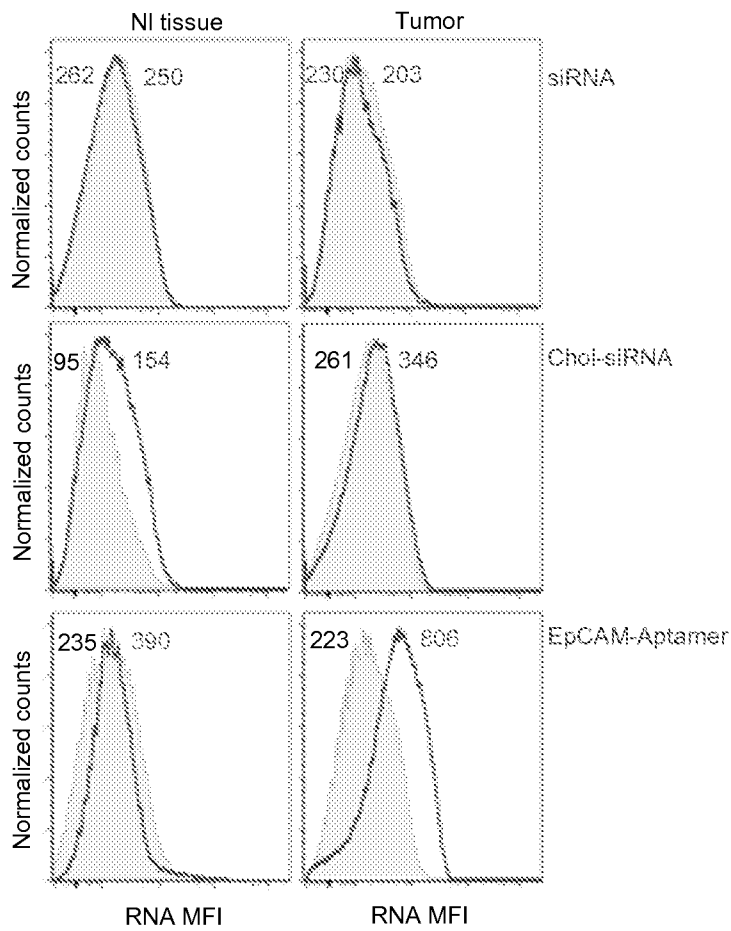 NI tissue Tumor
262 250 230 203 siRNA
Normalized counts
95 154 261 346 Chol-siRNA
Normalized counts
235 390 223 806 EpCAM-Aptamer
Normalized counts
RNA MFI RNA MFI